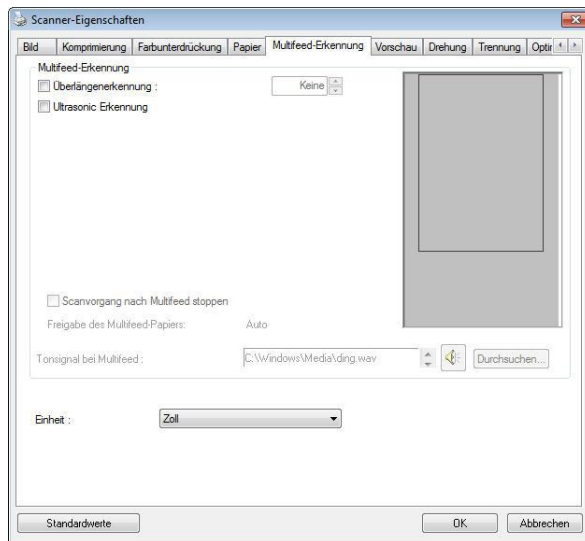 Scanner-Eigenschaften
Bild Komprimierung Farbunterdrückung Papier Multifeed-Erkennung Vorschau Drehung Trennung Optir
Multifeed-Erkennung
Überlängenerkennung : Keine
Ultrasonic Erkennung
Scanvorgang nach Multifeed stoppen
Freigabe des Multifeed-Papiers: Auto
Tonsignal bei Multifeed : C:\Windows\Media\ding.wav Durchsuchen...
Einheit : Zoll
Standardwerte OK Abbrechen